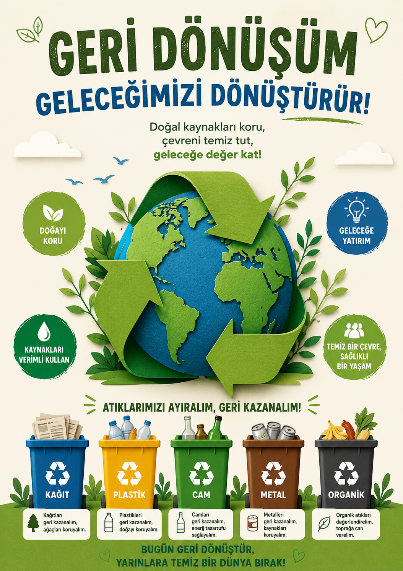 GERİ DÖNÜŞÜM
GELECEĞİMİZİ DÖNÜŞTÜRÜR!
Doğal kaynakları koru,
çevreni temiz tut,
geleceğe değer kat!
DOĞAYI
KORU
GELECEĞE
YATIRIM
KAYNAKLARI
VERİMLİ KULLAN
TEMİZ BİR ÇEVRE,
SAĞLIKLI
BİR YAŞAM
ATIKLARIMIZI AYIRALIM, GERİ KAZANALIM!
KAĞIT
PLASTİK
CAM
METAL
ORGANİK
Kağıtları
geri kazanalım,
ağaçları koruyalım.
Plastikleri
geri kazanalım,
doğayı koruyalım.
Camları
geri kazanalım,
enerji tasarrufu
sağlayalım.
Metalleri
geri kazanalım,
kaynakları
koruyalım.
Organik atıkları
değerlendirelim,
toprağa can
verelim.
BUGÜN GERİ DÖNÜŞTÜR,
YARINLARA TEMİZ BİR DÜNYA BIRAK!